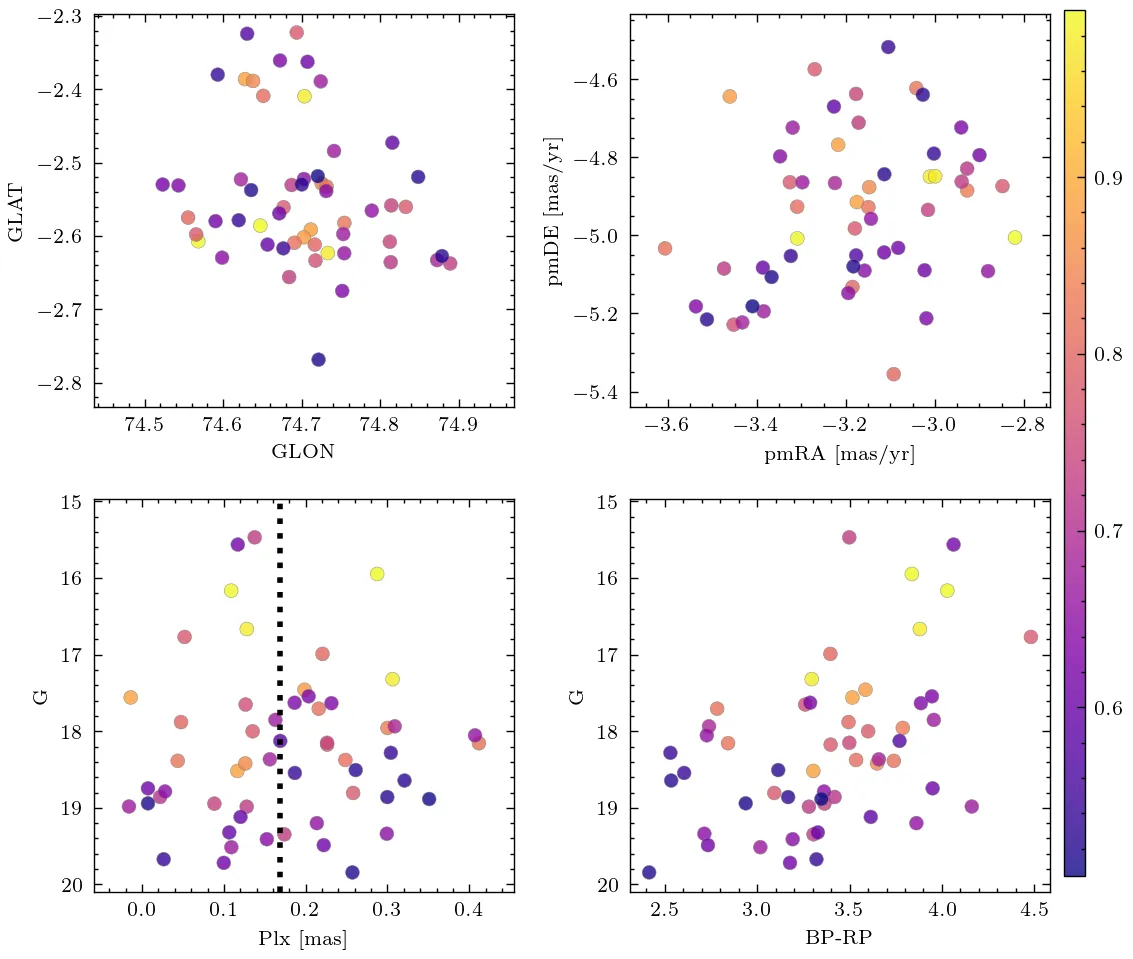 −2.3
−2.4
−2.5
−2.6
−2.7
−2.8
GLAT
74.5 74.6 74.7 74.8 74.9
GLON
−4.6
−4.8
−5.0
−5.2
−5.4
pmDE [mas/yr]
−3.6 −3.4 −3.2 −3.0 −2.8
pmRA [mas/yr]
0.9
0.8
0.7
0.6
15
16
17
18
19
20
G
0.0 0.1 0.2 0.3 0.4
Plx [mas]
15
16
17
18
19
20
G
2.5 3.0 3.5 4.0 4.5
BP-RP